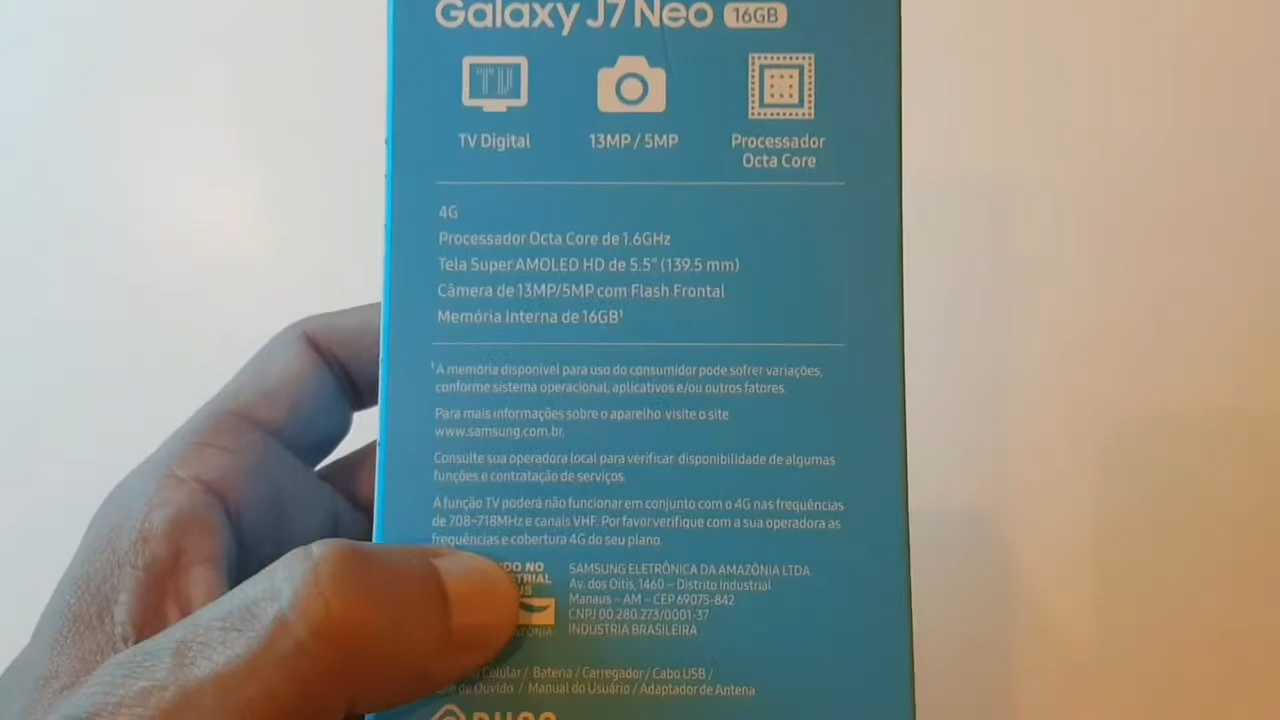 Galaxy J7 Neo 16GB
TV
TV Digital
13MP / 5MP
Processador
Octa Core
4G
Processador Octa Core de 1.6GHz
Tela Super AMOLED HD de 5.5" (139.5 mm)
Câmera de 13MP/5MP com Flash Frontal
Memória Interna de 16GB¹
¹A memória disponível para uso do consumidor pode sofrer variações,
conforme sistema operacional, aplicativos e/ou outros fatores.
Para mais informações sobre o aparelho visite o site
www.samsung.com.br.
Consulte sua operadora local para verificar disponibilidade de algumas
funções e contratação de serviços.
A função TV poderá não funcionar em conjunto com o 4G nas frequências
de 708~718MHz e canais VHF. Por favor verifique com a sua operadora as
frequências e cobertura 4G do seu plano.
NO
SAMSUNG ELETRÔNICA DA AMAZÔNIA LTDA.
Av. dos Oitis, 1460 – Distrito Industrial
Manaus – AM – CEP 69075-842
CNPJ 00.280.273/0001-37
INDÚSTRIA BRASILEIRA
Celular / Bateria / Carregador / Cabo USB /
de Ouvido / Manual do Usuário / Adaptador de Antena